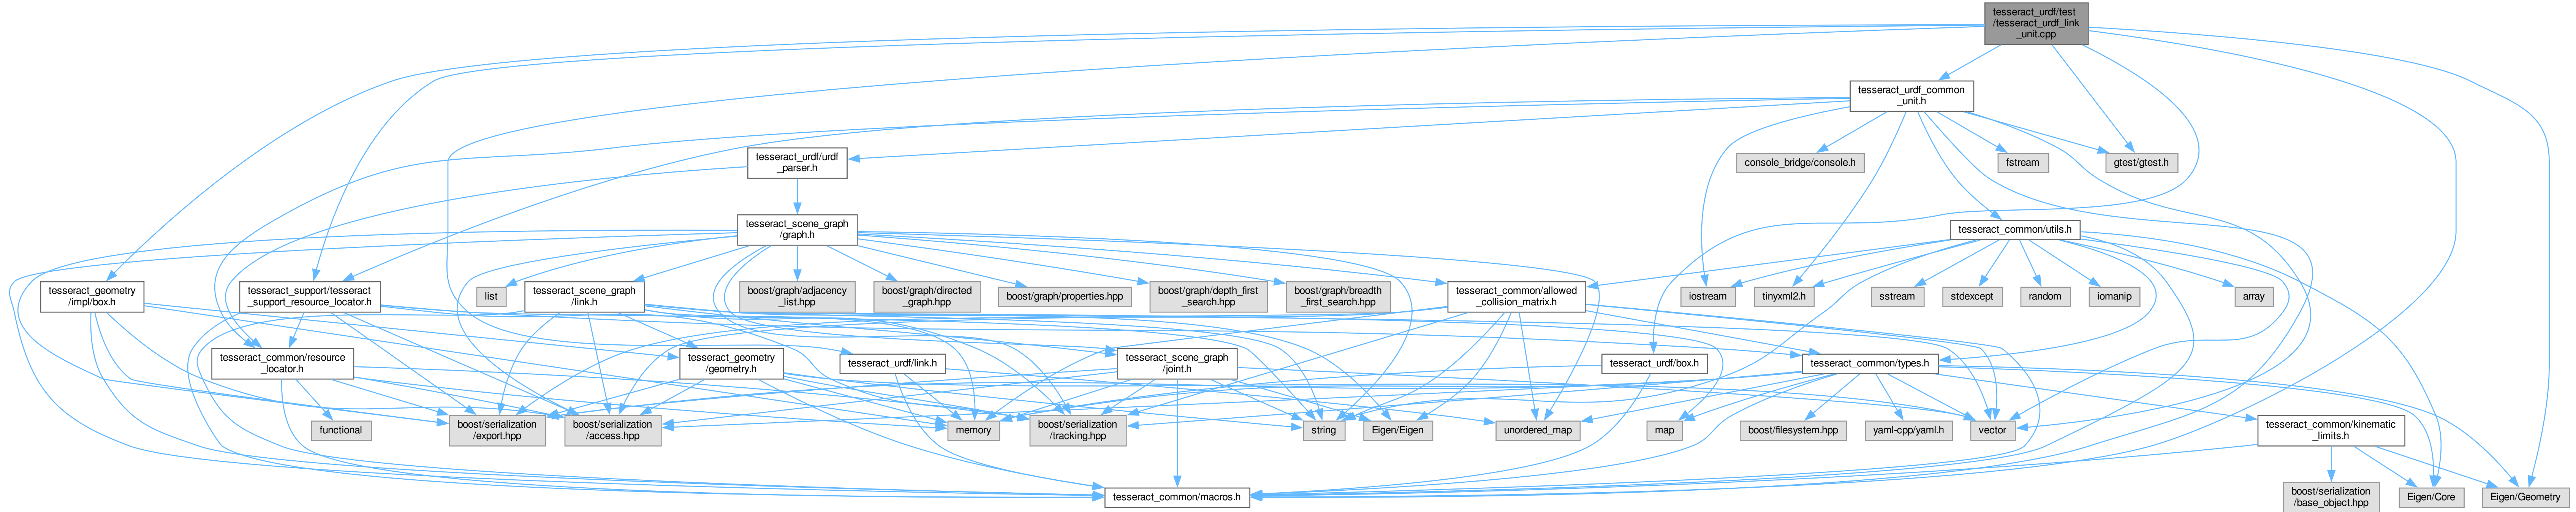 tesseract_urdf/test
/tesseract_urdf_link
_unit.cpp
tesseract_urdf_common
_unit.h
tesseract_urdf/urdf
_parser.h
console_bridge/console.h
fstream
gtest/gtest.h
tesseract_scene_graph
/graph.h
tesseract_common/utils.h
tesseract_geometry
/impl/box.h
tesseract_support/tesseract
_support_resource_locator.h
list
tesseract_scene_graph
/link.h
boost/graph/adjacency
_list.hpp
boost/graph/directed
_graph.hpp
boost/graph/properties.hpp
boost/graph/depth_first
_search.hpp
boost/graph/breadth
_first_search.hpp
tesseract_common/allowed
_collision_matrix.h
iostream
tinyxml2.h
sstream
stdexcept
random
iomanip
array
tesseract_common/resource
_locator.h
tesseract_geometry
/geometry.h
tesseract_urdf/link.h
tesseract_scene_graph
/joint.h
tesseract_urdf/box.h
tesseract_common/types.h
functional
boost/serialization
/export.hpp
boost/serialization
/access.hpp
memory
boost/serialization
/tracking.hpp
string
Eigen/Eigen
unordered_map
map
boost/filesystem.hpp
yaml-cpp/yaml.h
vector
tesseract_common/kinematic
_limits.h
tesseract_common/macros.h
boost/serialization
/base_object.hpp
Eigen/Core
Eigen/Geometry